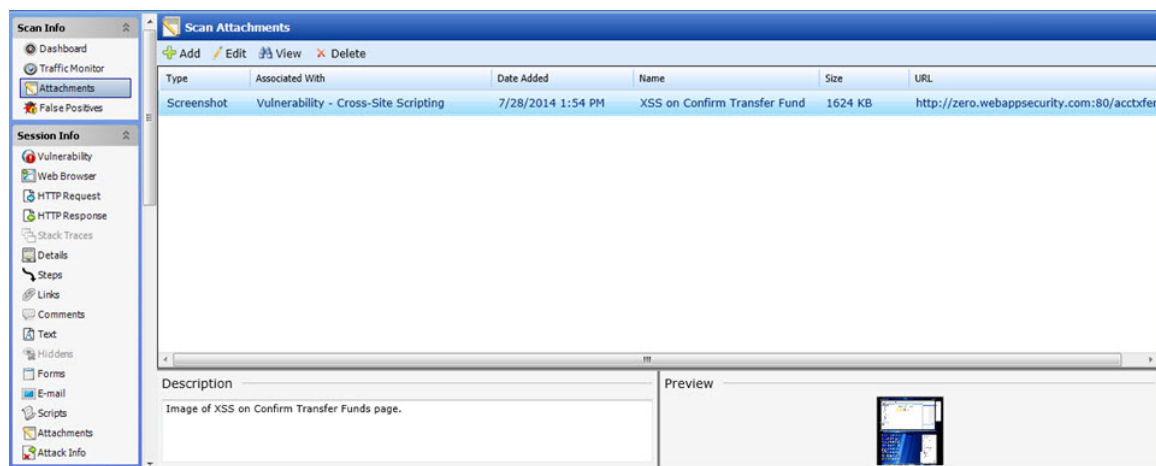 Scan Info
Dashboard
Traffic Monitor
Attachments
False Positives
Session Info
Vulnerability
Web Browser
HTTP Request
HTTP Response
Stack Traces
Details
Steps
Links
Comments
Text
Hiddens
Forms
E-mail
Scripts
Attachments
Attack Info
Scan Attachments
Add Edit View Delete
Type Associated With Date Added Name Size URL
Screenshot Vulnerability - Cross-Site Scripting 7/28/2014 1:54 PM XSS on Confirm Transfer Fund 1624 KB http://zero.webappsecurity.com:80/acctxfer
Description
Image of XSS on Confirm Transfer Funds page.
Preview